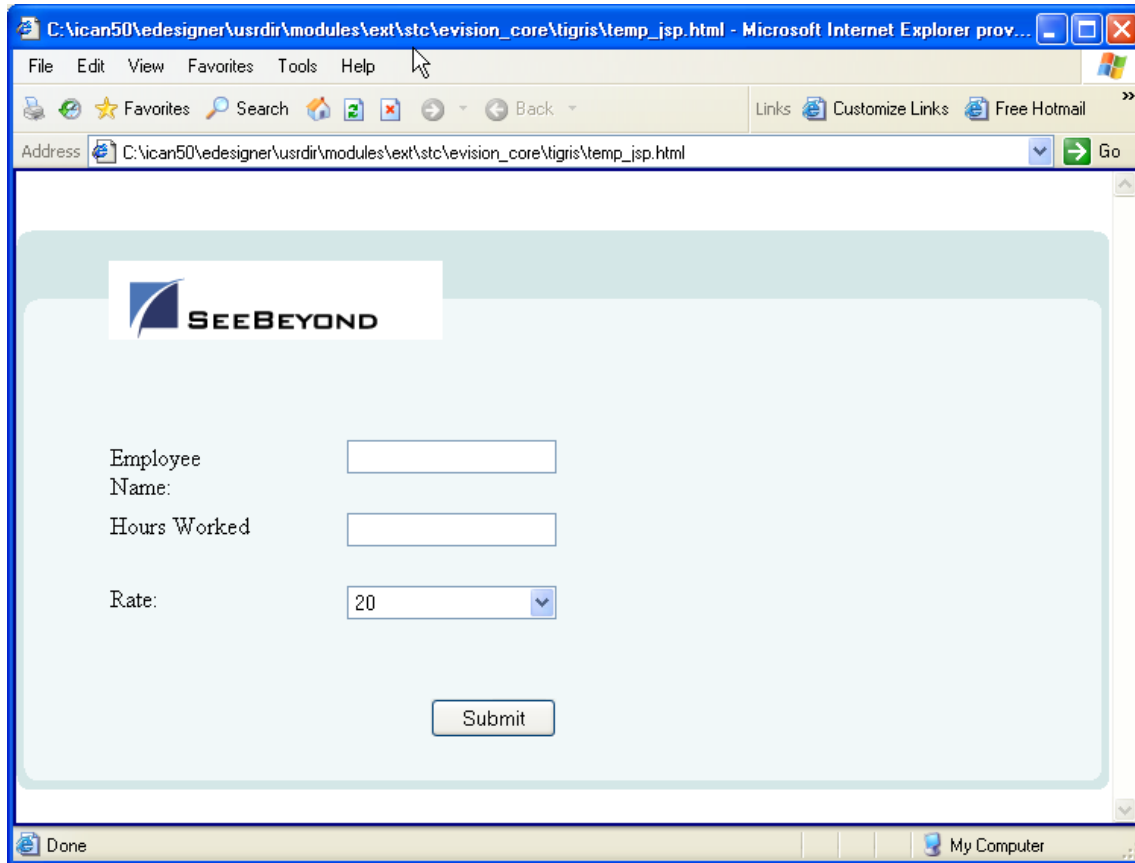 C:\ican50\edesigner\usrdir\modules\ext\stc\evision_core\tigris\temp_jsp.html - Microsoft Internet Explorer prov...
File Edit View Favorites Tools Help
Favorites Search Back Links Customize Links Free Hotmail »
Address C:\ican50\edesigner\usrdir\modules\ext\stc\evision_core\tigris\temp_jsp.html Go
SEEBEYOND
Employee
Name:
Hours Worked
Rate: 20
Submit
Done My Computer